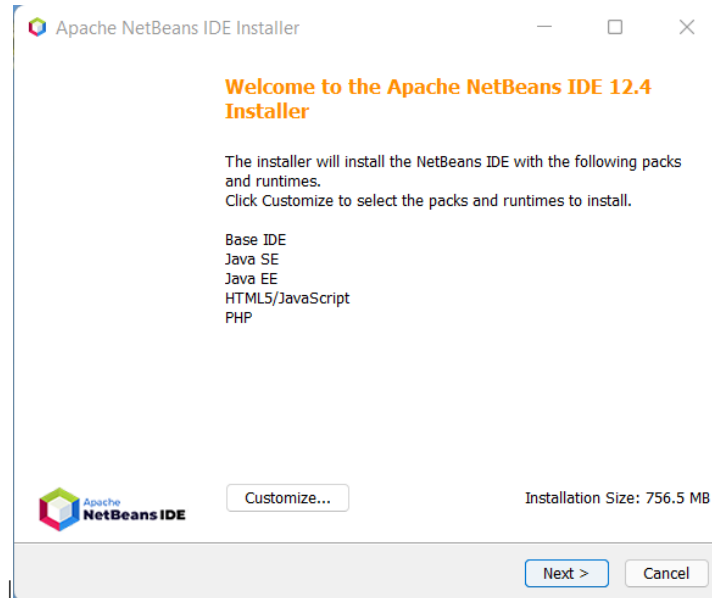 Apache NetBeans IDE Installer
Welcome to the Apache NetBeans IDE 12.4
Installer
The installer will install the NetBeans IDE with the following packs
and runtimes.
Click Customize to select the packs and runtimes to install.
Base IDE
Java SE
Java EE
HTML5/JavaScript
PHP
Apache
NetBeans IDE
Customize...
Installation Size: 756.5 MB
Next >
Cancel